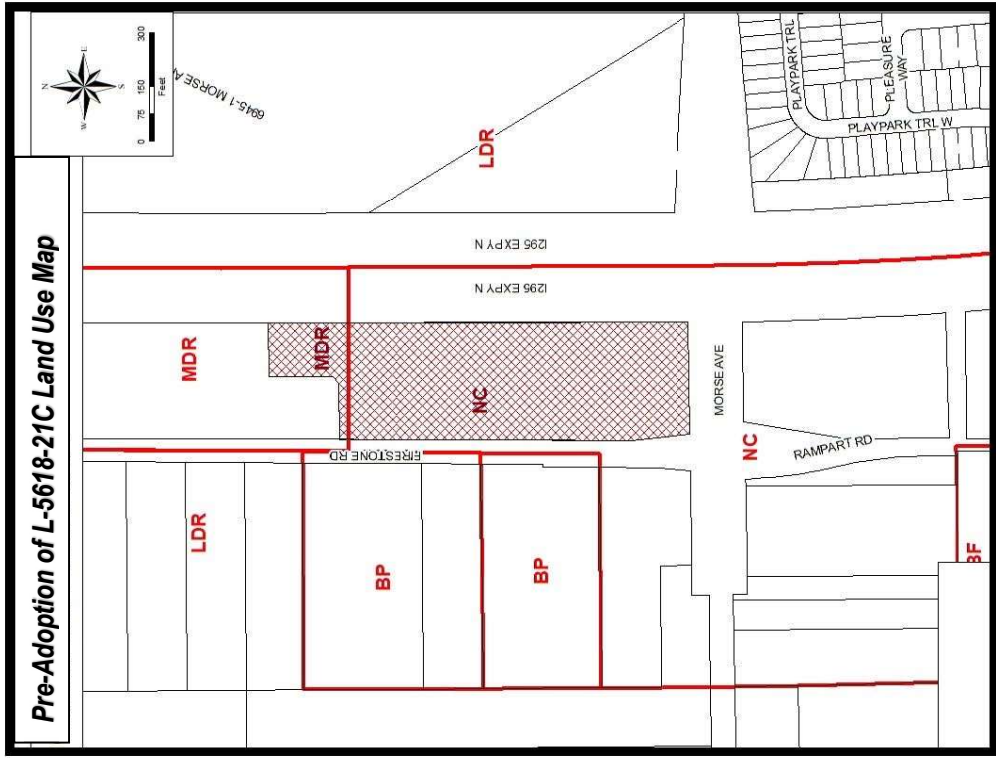 Pre-Adoption of L-5618-21C Land Use Map
N
E
S
W
0 75 150 300
Feet
6945-1 MORSE A
LDR
PLAYPARK TRL
PLEASURE
WAY
PLAYPARK TRL W
I295 EXPY N
I295 EXPY N
MDR
MDR
NC
MORSE AVE
NC
RAMPART RD
FIRESTONE RD
LDR
BP
BP
BF